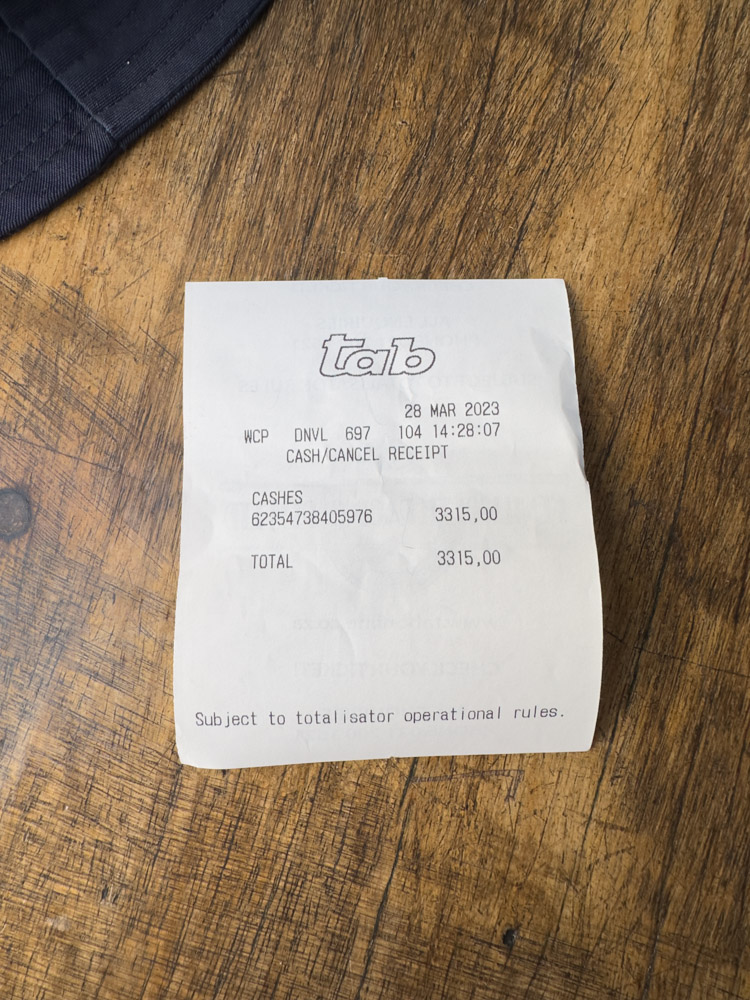 tab
28 MAR 2023
WCP DNVL 697 104 14:28:07
CASH/CANCEL RECEIPT
CASHES
62354738405976 3315,00
TOTAL 3315,00
Subject to totalisator operational rules.